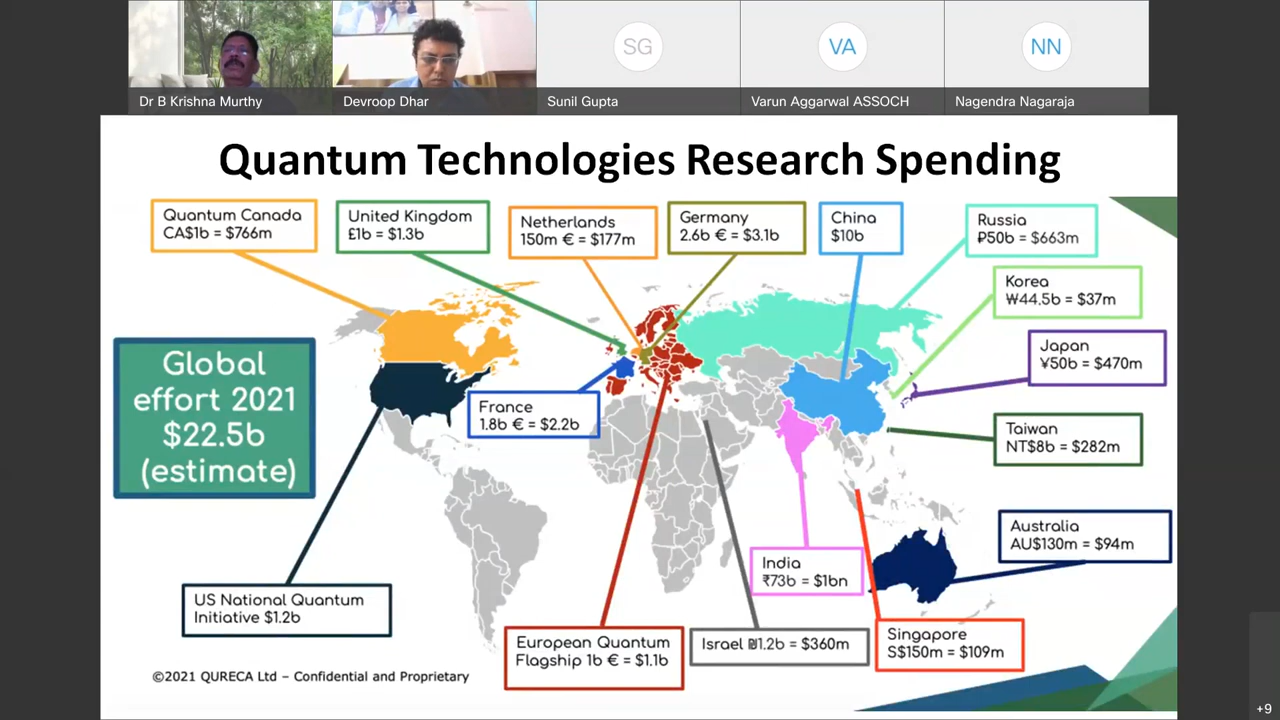 SG
VA
NN
Dr B Krishna Murthy
Devroop Dhar
Sunil Gupta
Varun Aggarwal ASSOCH
Nagendra Nagaraja
Quantum Technologies Research Spending
Quantum Canada
CA$1b = $766m
United Kingdom
£1b = $1.3b
Netherlands
150m € = $177m
Germany
2.6b € = $3.1b
China
$10b
Russia
₽50b = $663m
Korea
₩44.5b = $37m
Japan
¥50b = $470m
Global
effort 2021
$22.5b
(estimate)
France
1.8b € = $2.2b
Taiwan
NT$8b = $282m
Australia
AU$130m = $94m
India
₹73b = $1bn
US National Quantum
Initiative $1.2b
European Quantum
Flagship 1b € = $1.1b
Israel ₪1.2b = $360m
Singapore
S$150m = $109m
©2021 QURECA Ltd – Confidential and Proprietary
+9